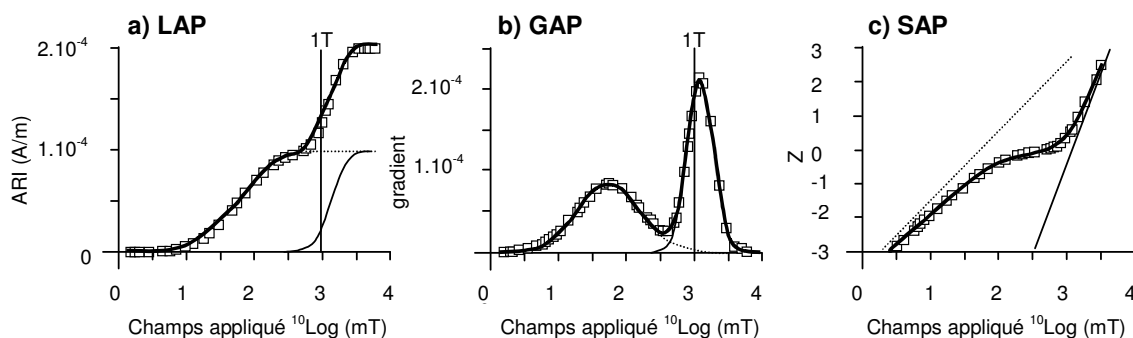 a) LAP
1T
2.10⁻⁴
1.10⁻⁴
0
ARI (A/m)
0 1 2 3 4
Champs appliqué ¹⁰Log (mT)
b) GAP
1T
2.10⁻⁴
1.10⁻⁴
0
gradient
0 1 2 3 4
Champs appliqué ¹⁰Log (mT)
c) SAP
3
2
1
0
-1
-2
-3
Z
0 1 2 3 4
Champs appliqué ¹⁰Log (mT)